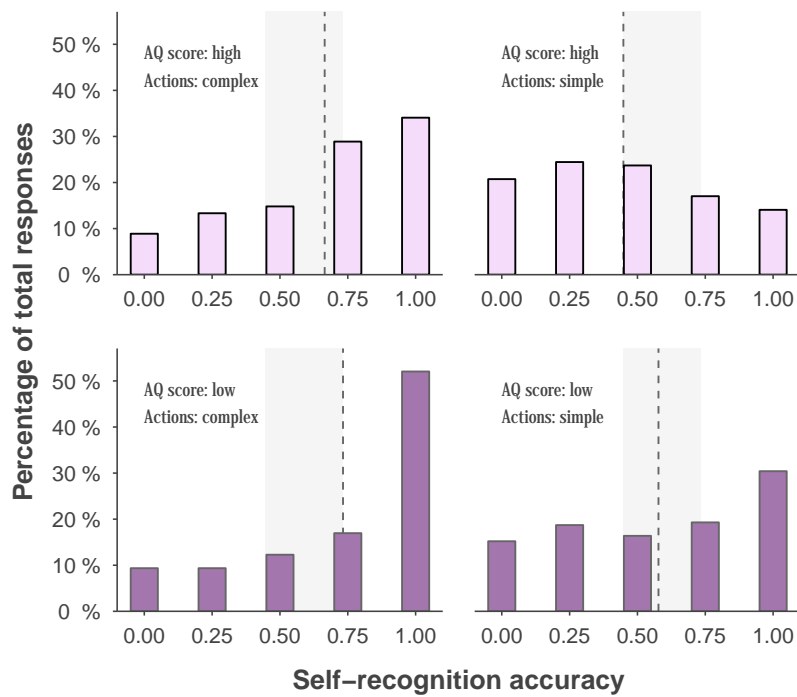 Percentage of total responses
50 %
40 %
30 %
20 %
10 %
0 %
AQ score: high
Actions: complex
0.00 0.25 0.50 0.75 1.00
AQ score: high
Actions: simple
0.00 0.25 0.50 0.75 1.00
50 %
40 %
30 %
20 %
10 %
0 %
AQ score: low
Actions: complex
0.00 0.25 0.50 0.75 1.00
AQ score: low
Actions: simple
0.00 0.25 0.50 0.75 1.00
Self−recognition accuracy